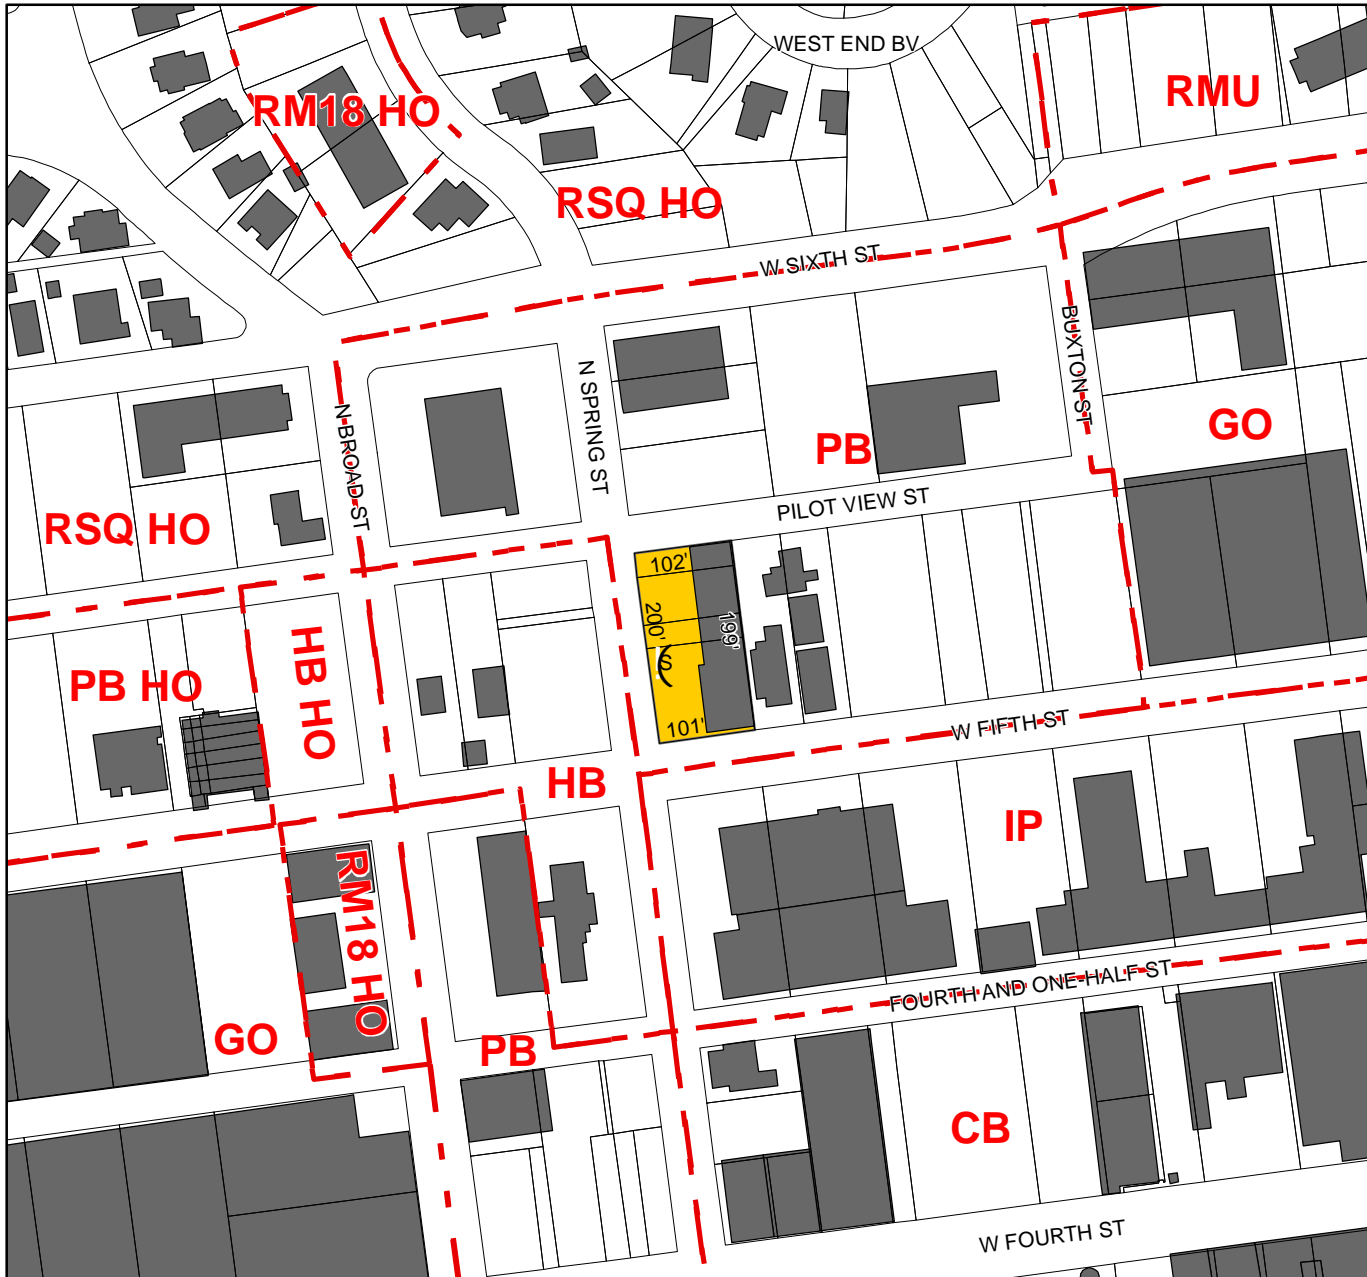 WEST END BV
RMU
RM18 HO
RSQ HO
W SIXTH ST
BUXTON ST
N SPRING ST
N BROAD ST
PB
GO
PILOT VIEW ST
RSQ HO
102'
200'
199'
101'
HB HO
PB HO
W FIFTH ST
HB
IP
RM18 HO
FOURTH AND ONE-HALF ST
GO
PB
CB
W FOURTH ST